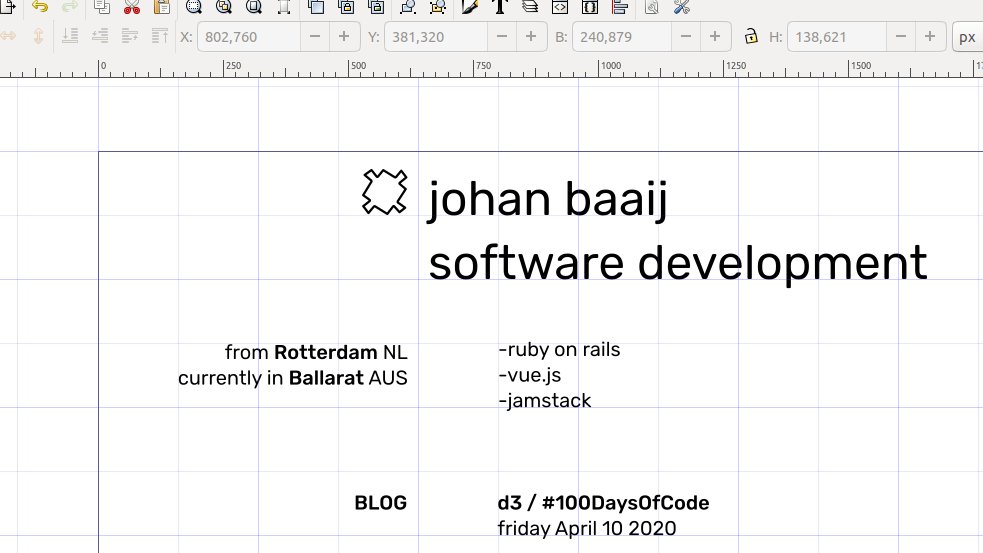 X: 802,760 Y: 381,320 B: 240,879 H: 138,621 px
0 250 500 750 1000 1250 1500
johan baaij
software development
from Rotterdam NL
currently in Ballarat AUS
-ruby on rails
-vue.js
-jamstack
BLOG
d3 / #100DaysOfCode
friday April 10 2020